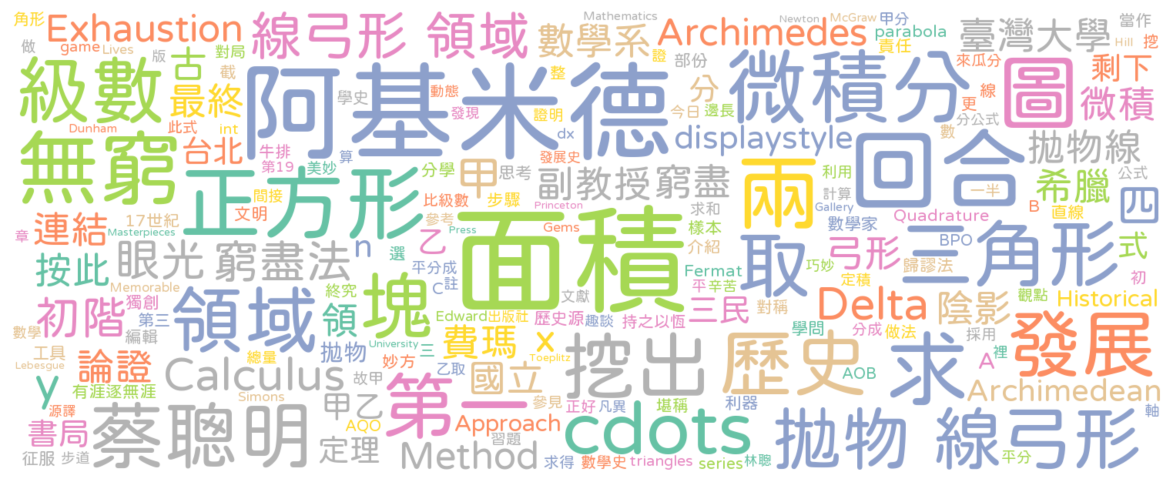 角形 Exhaustion 線弓形 領域 數學系 Mathematics Archimedes Newton McGraw 甲分 parabola 臺灣大學 當作
做 game Lives 對局 責任 Hill 挖
級數 版 古 截 阿基米德 動態 整 證 部份 分 微積分 圖 來瓜分 剩下
最終 學史 發現 證明 今日 邊長 更 線 微積
Dunham 此式 int dx displaystyle 分公式 數 拋物線
無窮 台北 牛排 第19 美妙 算 發展史 利用 回合 公式
正方形 分學 思考 甲 副教授 窮盡 兩 計算 一半 希臘 四
間接 比級數 步驟 求和 Gallery 直線
連結 17世紀 文明 參考 Princeton 樣本 數學家 Quadrature B
章 Masterpieces n 乙 選 Press Gems 介紹 取 弓形 BPO 三角形 式
按此 眼光 窮盡法 平分成 面積 Fermat 巧妙 歸謬法 初
Memorable C 註 平 辛苦 定積 觀點
初階 獨創 領域 終究 塊 Edward 出版社 文獻 三民 對稱 Delta 陰影 Historical
數學 第三 編輯 領 歷史源 趣談 持之以恆 學問 分成 做法 採用 發展
工具 論證 總量 拋物 University 三 費瑪 x Toeplitz 裡
Lebesgue 有涯逐無涯 妙方 乙取 挖出 歷史 AOB 求 A
y Calculus 故甲 第一 國立 參見 正好 凡異 堪稱 利器 Archimedean
源譯 Simons 甲乙 Approach cdots 拋物 線弓形 軸
書局 蔡聰明 AQO 習題
征服 步道 定理 Method 求得 數學史 triangles series 林聰 平分